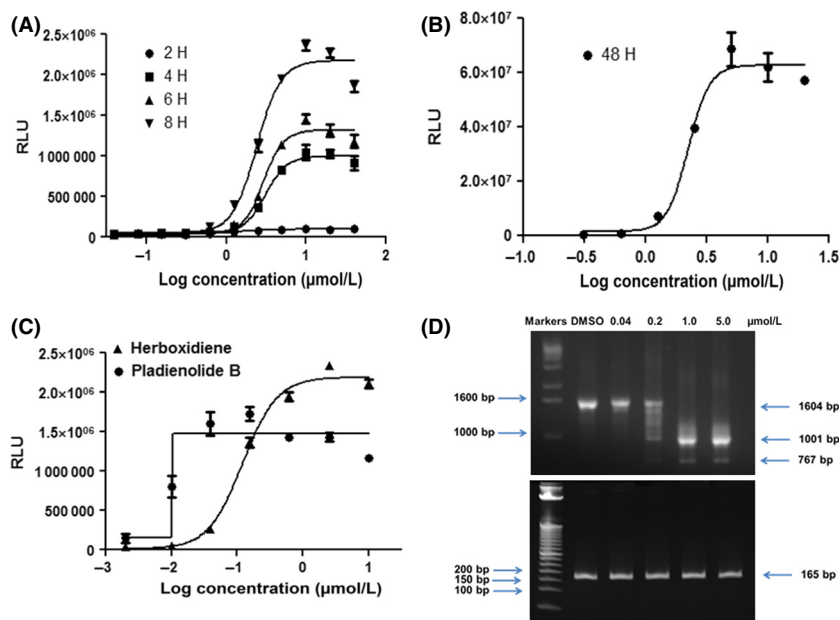 (A)
2.5×10⁰⁶
2.0×10⁰⁶
1.5×10⁰⁶
1000 000
500 000
0
RLU
2 H
4 H
6 H
8 H
–1 0 1 2
Log concentration (µmol/L)
(B)
8.0×10⁷
6.0×10⁷
4.0×10⁷
2.0×10⁷
0
RLU
48 H
–1.0 –0.5 0.0 0.5 1.0 1.5
Log concentration (µmol/L)
(C)
2.5×10⁰⁶
2.0×10⁰⁶
1.5×10⁰⁶
1000 000
500 000
0
RLU
Herboxidiene
Pladienolide B
–3 –2 –1 0 1
Log concentration (µmol/L)
(D)
Markers DMSO 0.04 0.2 1.0 5.0 µmol/L
1600 bp
1000 bp
1604 bp
1001 bp
767 bp
200 bp
150 bp
100 bp
165 bp